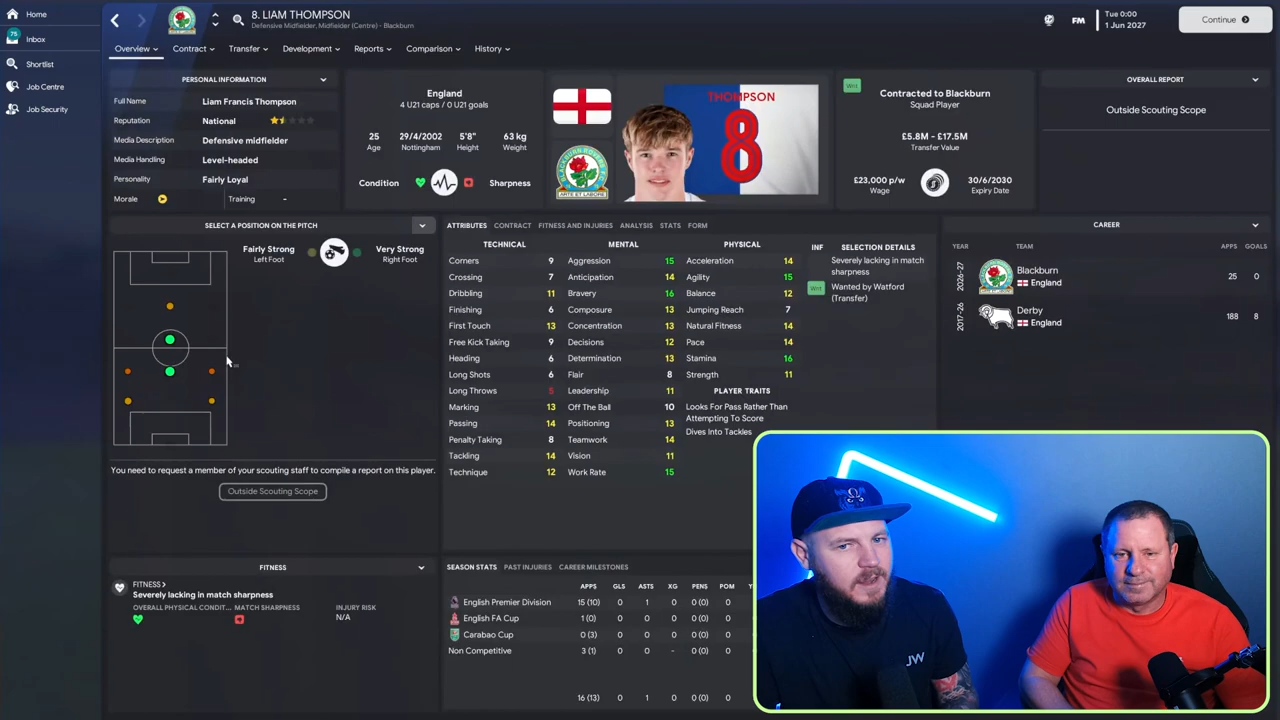 Home
75
Inbox
Shortlist
Job Centre
Job Security
8. LIAM THOMPSON
Defensive Midfielder, Midfielder (Centre) - Blackburn
FM
Tue 0:00
1 Jun 2027
Continue
Overview
Contract
Transfer
Development
Reports
Comparison
History
PERSONAL INFORMATION
Full Name Liam Francis Thompson
Reputation National
Media Description Defensive midfielder
Media Handling Level-headed
Personality Fairly Loyal
Morale Training -
England
4 U21 caps / 0 U21 goals
25 29/4/2002 5'8" 63 kg
Age Nottingham Height Weight
Condition Sharpness
THOMPSON
8
Wnt
Contracted to Blackburn
Squad Player
£5.8M - £17.5M
Transfer Value
£23,000 p/w 30/6/2030
Wage Expiry Date
OVERALL REPORT
Outside Scouting Scope
SELECT A POSITION ON THE PITCH
Fairly Strong Very Strong
Left Foot Right Foot
You need to request a member of your scouting staff to compile a report on this player.
Outside Scouting Scope
ATTRIBUTES CONTRACT FITNESS AND INJURIES ANALYSIS STATS FORM
TECHNICAL MENTAL PHYSICAL
Corners 9 Aggression 15 Acceleration 14
Crossing 7 Anticipation 14 Agility 15
Dribbling 11 Bravery 16 Balance 12
Finishing 6 Composure 13 Jumping Reach 7
First Touch 13 Concentration 13 Natural Fitness 14
Free Kick Taking 9 Decisions 12 Pace 14
Heading 6 Determination 13 Stamina 16
Long Shots 6 Flair 8 Strength 11
Long Throws 5 Leadership 11 PLAYER TRAITS
Marking 13 Off The Ball 10 Looks For Pass Rather Than
Passing 14 Positioning 13 Attempting To Score
Penalty Taking 8 Teamwork 14 Dives Into Tackles
Tackling 14 Vision 11
Technique 12 Work Rate 15
INF SELECTION DETAILS
Severely lacking in match
sharpness
Wnt Wanted by Watford
(Transfer)
CAREER
YEAR TEAM APPS GOALS
2026-27 Blackburn 25 0
England
2017-26 Derby 188 8
England
FITNESS
FITNESS >
Severely lacking in match sharpness
OVERALL PHYSICAL CONDIT... MATCH SHARPNESS INJURY RISK
N/A
SEASON STATS PAST INJURIES CAREER MILESTONES
APPS GLS ASTS XG PENS POM
English Premier Division 15 (10) 0 1 0 0 (0) 0
English FA Cup 1 (0) 0 0 0 0 (0) 0
Carabao Cup 0 (3) 0 0 0 0 (0) 0
Non Competitive 3 (1) 0 0 - 0 (0) 0
16 (13) 0 1 0 0 (0) 0
JW